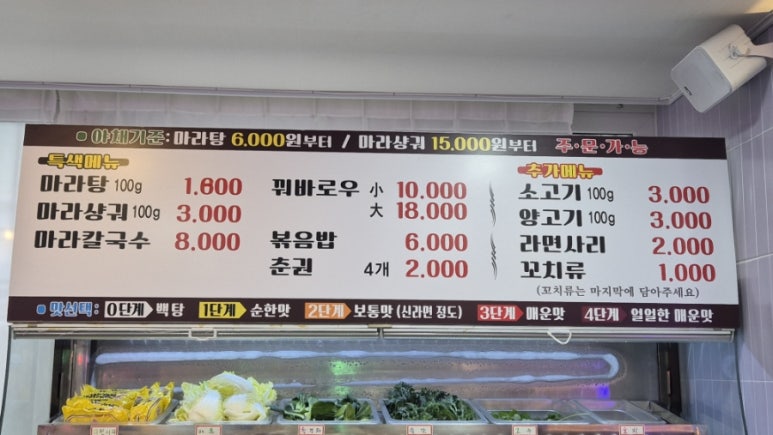 야채기준: 마라탕 6.000원부터 / 마라샹궈 15.000원부터 주·문·가·능
특색메뉴
마라탕 100g 1.800
마라샹궈 100g 3.000
마라칼국수 8.000
꿔바로우 小 10.000
大 18.000
볶음밥 6.000
춘권 4개 2.000
추가메뉴
소고기 100g 3.000
양고기 100g 3.000
라면사리 2.000
꼬치류 1.000
(꼬치류는 마지막에 담아주세요)
맛선택: 0단계 백탕 1단계 순한맛 2단계 보통맛 (신라면 정도) 3단계 매운맛 4단계 얼얼한 매운맛